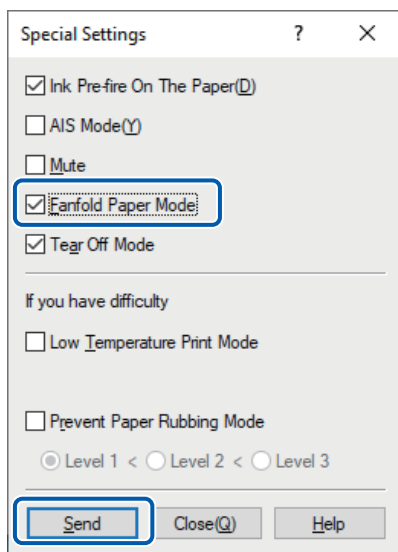 Special Settings ? ×
Ink Pre-fire On The Paper(D)
AIS Mode(Y)
Mute
Fanfold Paper Mode
Tear Off Mode
If you have difficulty
Low Temperature Print Mode
Prevent Paper Rubbing Mode
Level 1 < Level 2 < Level 3
Send Close(Q) Help